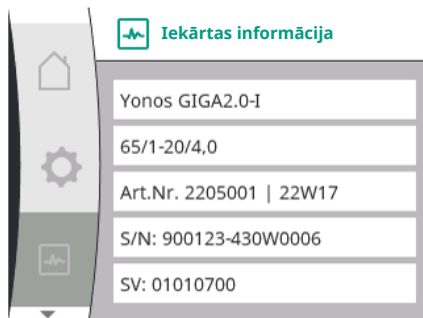 Iekārtas informācija
Yonos GIGA2.0-I
65/1-20/4,0
Art.Nr. 2205001 | 22W17
S/N: 900123-430W0006
SV: 01010700